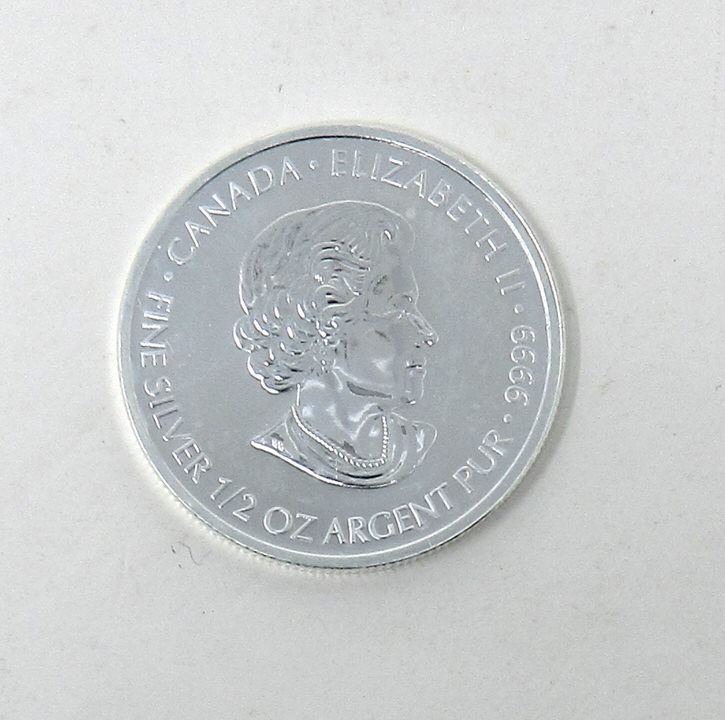 CANADA · ELIZABETH II · 9999 ·
FINE SILVER 1/2 OZ ARGENT PUR ·